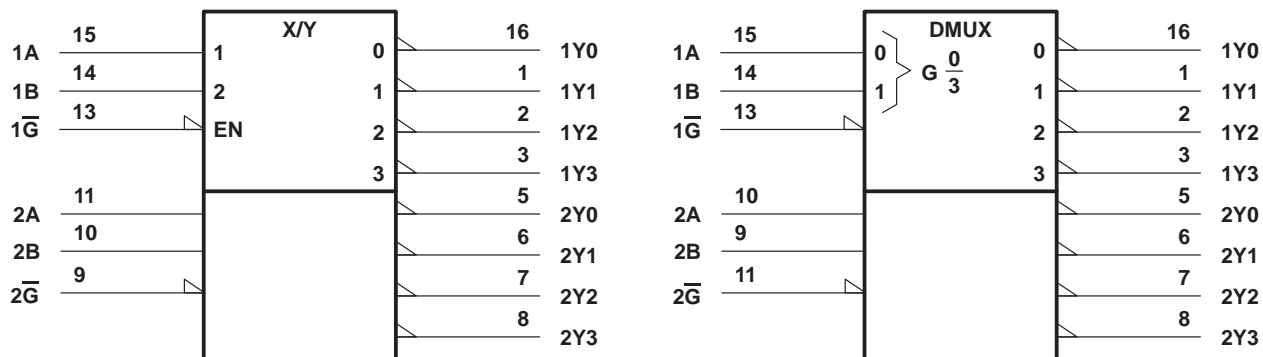 X/Y
DMUX
1A 15 1 0 16 1Y0
1B 14 2 1 1 1Y1
1G̅ 13 EN 2 2 1Y2
3 3 1Y3
2A 11 5 2Y0
2B 10 6 2Y1
2G̅ 9 7 2Y2
8 2Y3
1A 15 0 G 0/3 0 16 1Y0
1B 14 1 1 1 1Y1
1G̅ 13 2 2 1Y2
3 3 1Y3
2A 10 5 2Y0
2B 9 6 2Y1
2G̅ 11 7 2Y2
8 2Y3